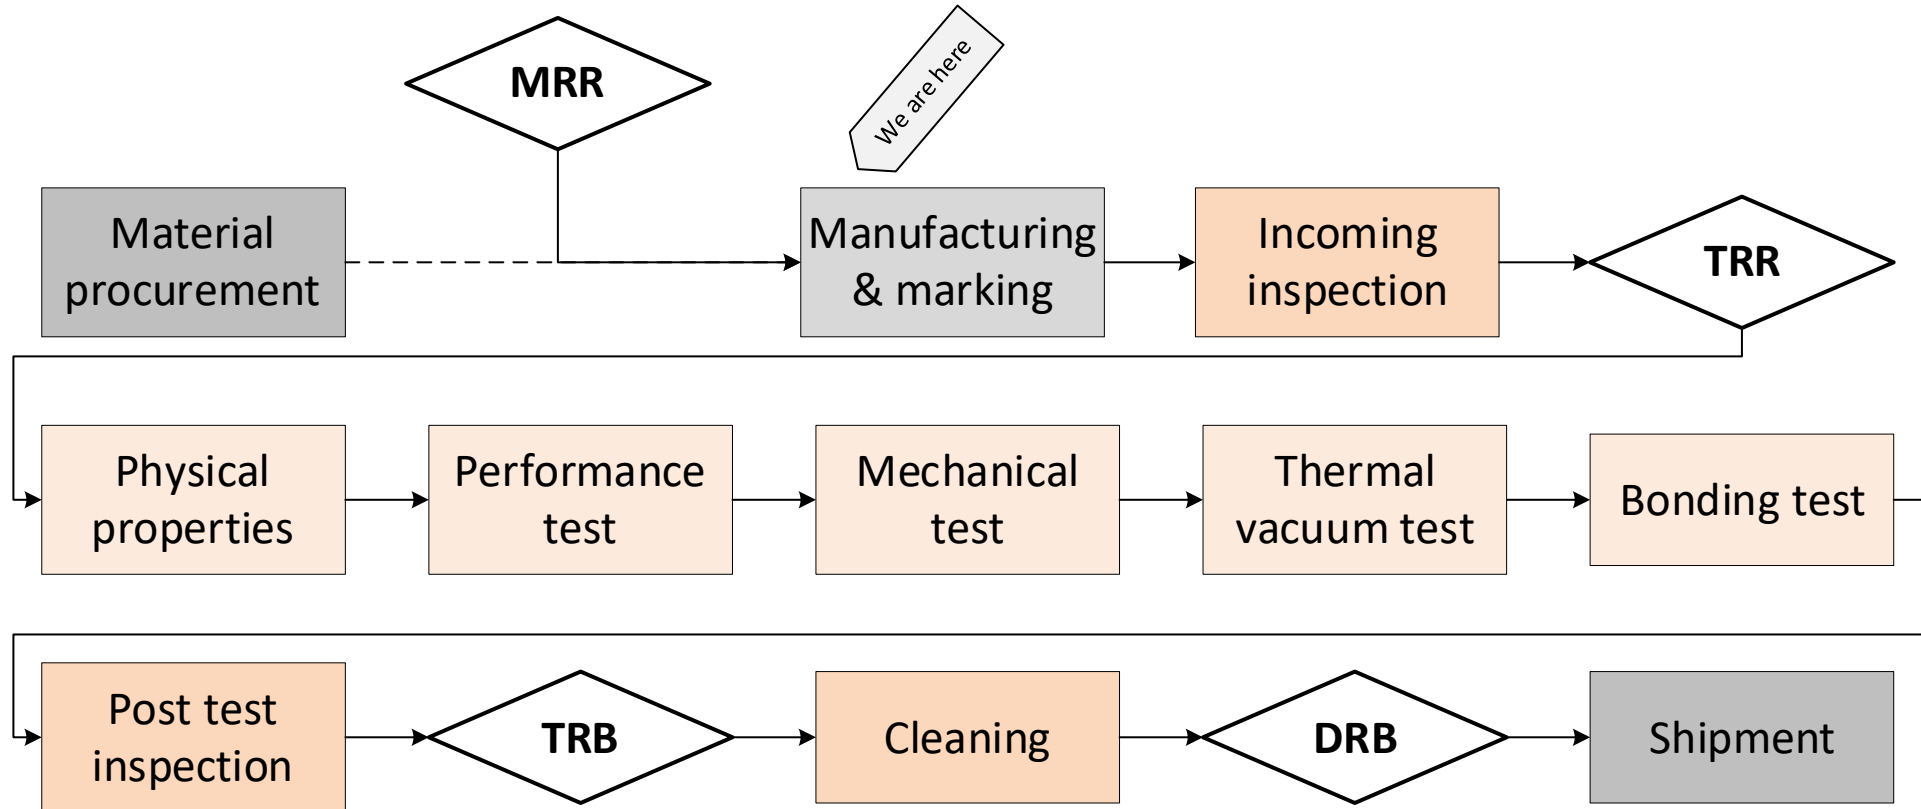 MRR
We are here
Material
procurement
Manufacturing
& marking
Incoming
inspection
TRR
Physical
properties
Performance
test
Mechanical
test
Thermal
vacuum test
Bonding test
Post test
inspection
TRB
Cleaning
DRB
Shipment